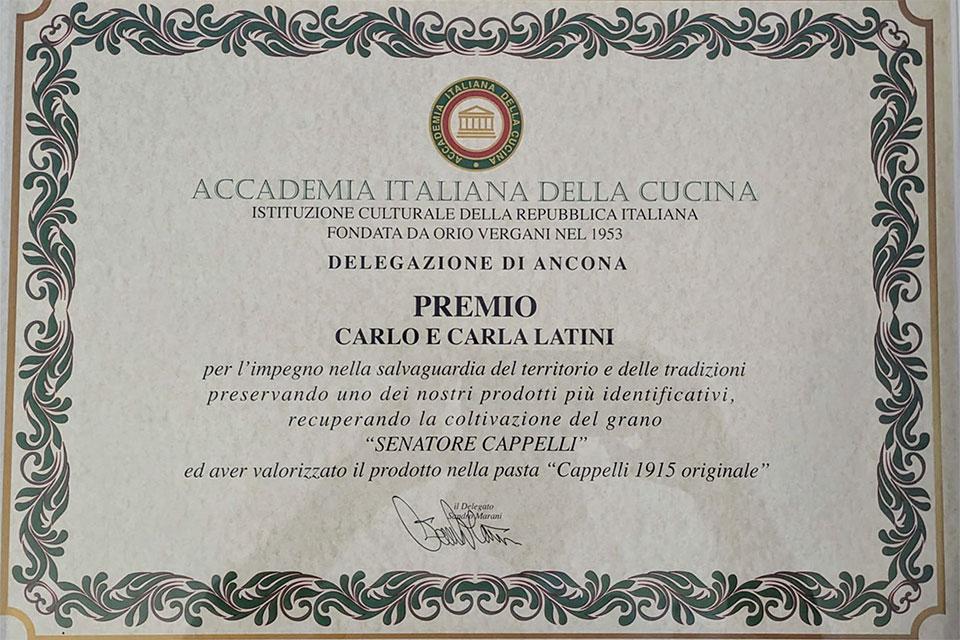 ACCADEMIA ITALIANA DELLA CUCINA
ACCADEMIA ITALIANA DELLA CUCINA
ISTITUZIONE CULTURALE DELLA REPUBBLICA ITALIANA
FONDATA DA ORIO VERGANI NEL 1953
DELEGAZIONE DI ANCONA
PREMIO
CARLO E CARLA LATINI
per l’impegno nella salvaguardia del territorio e delle tradizioni
preservando uno dei nostri prodotti più identificativi,
recuperando la coltivazione del grano
“SENATORE CAPPELLI”
ed aver valorizzato il prodotto nella pasta “Cappelli 1915 originale”
il Delegato
Sandro Marani